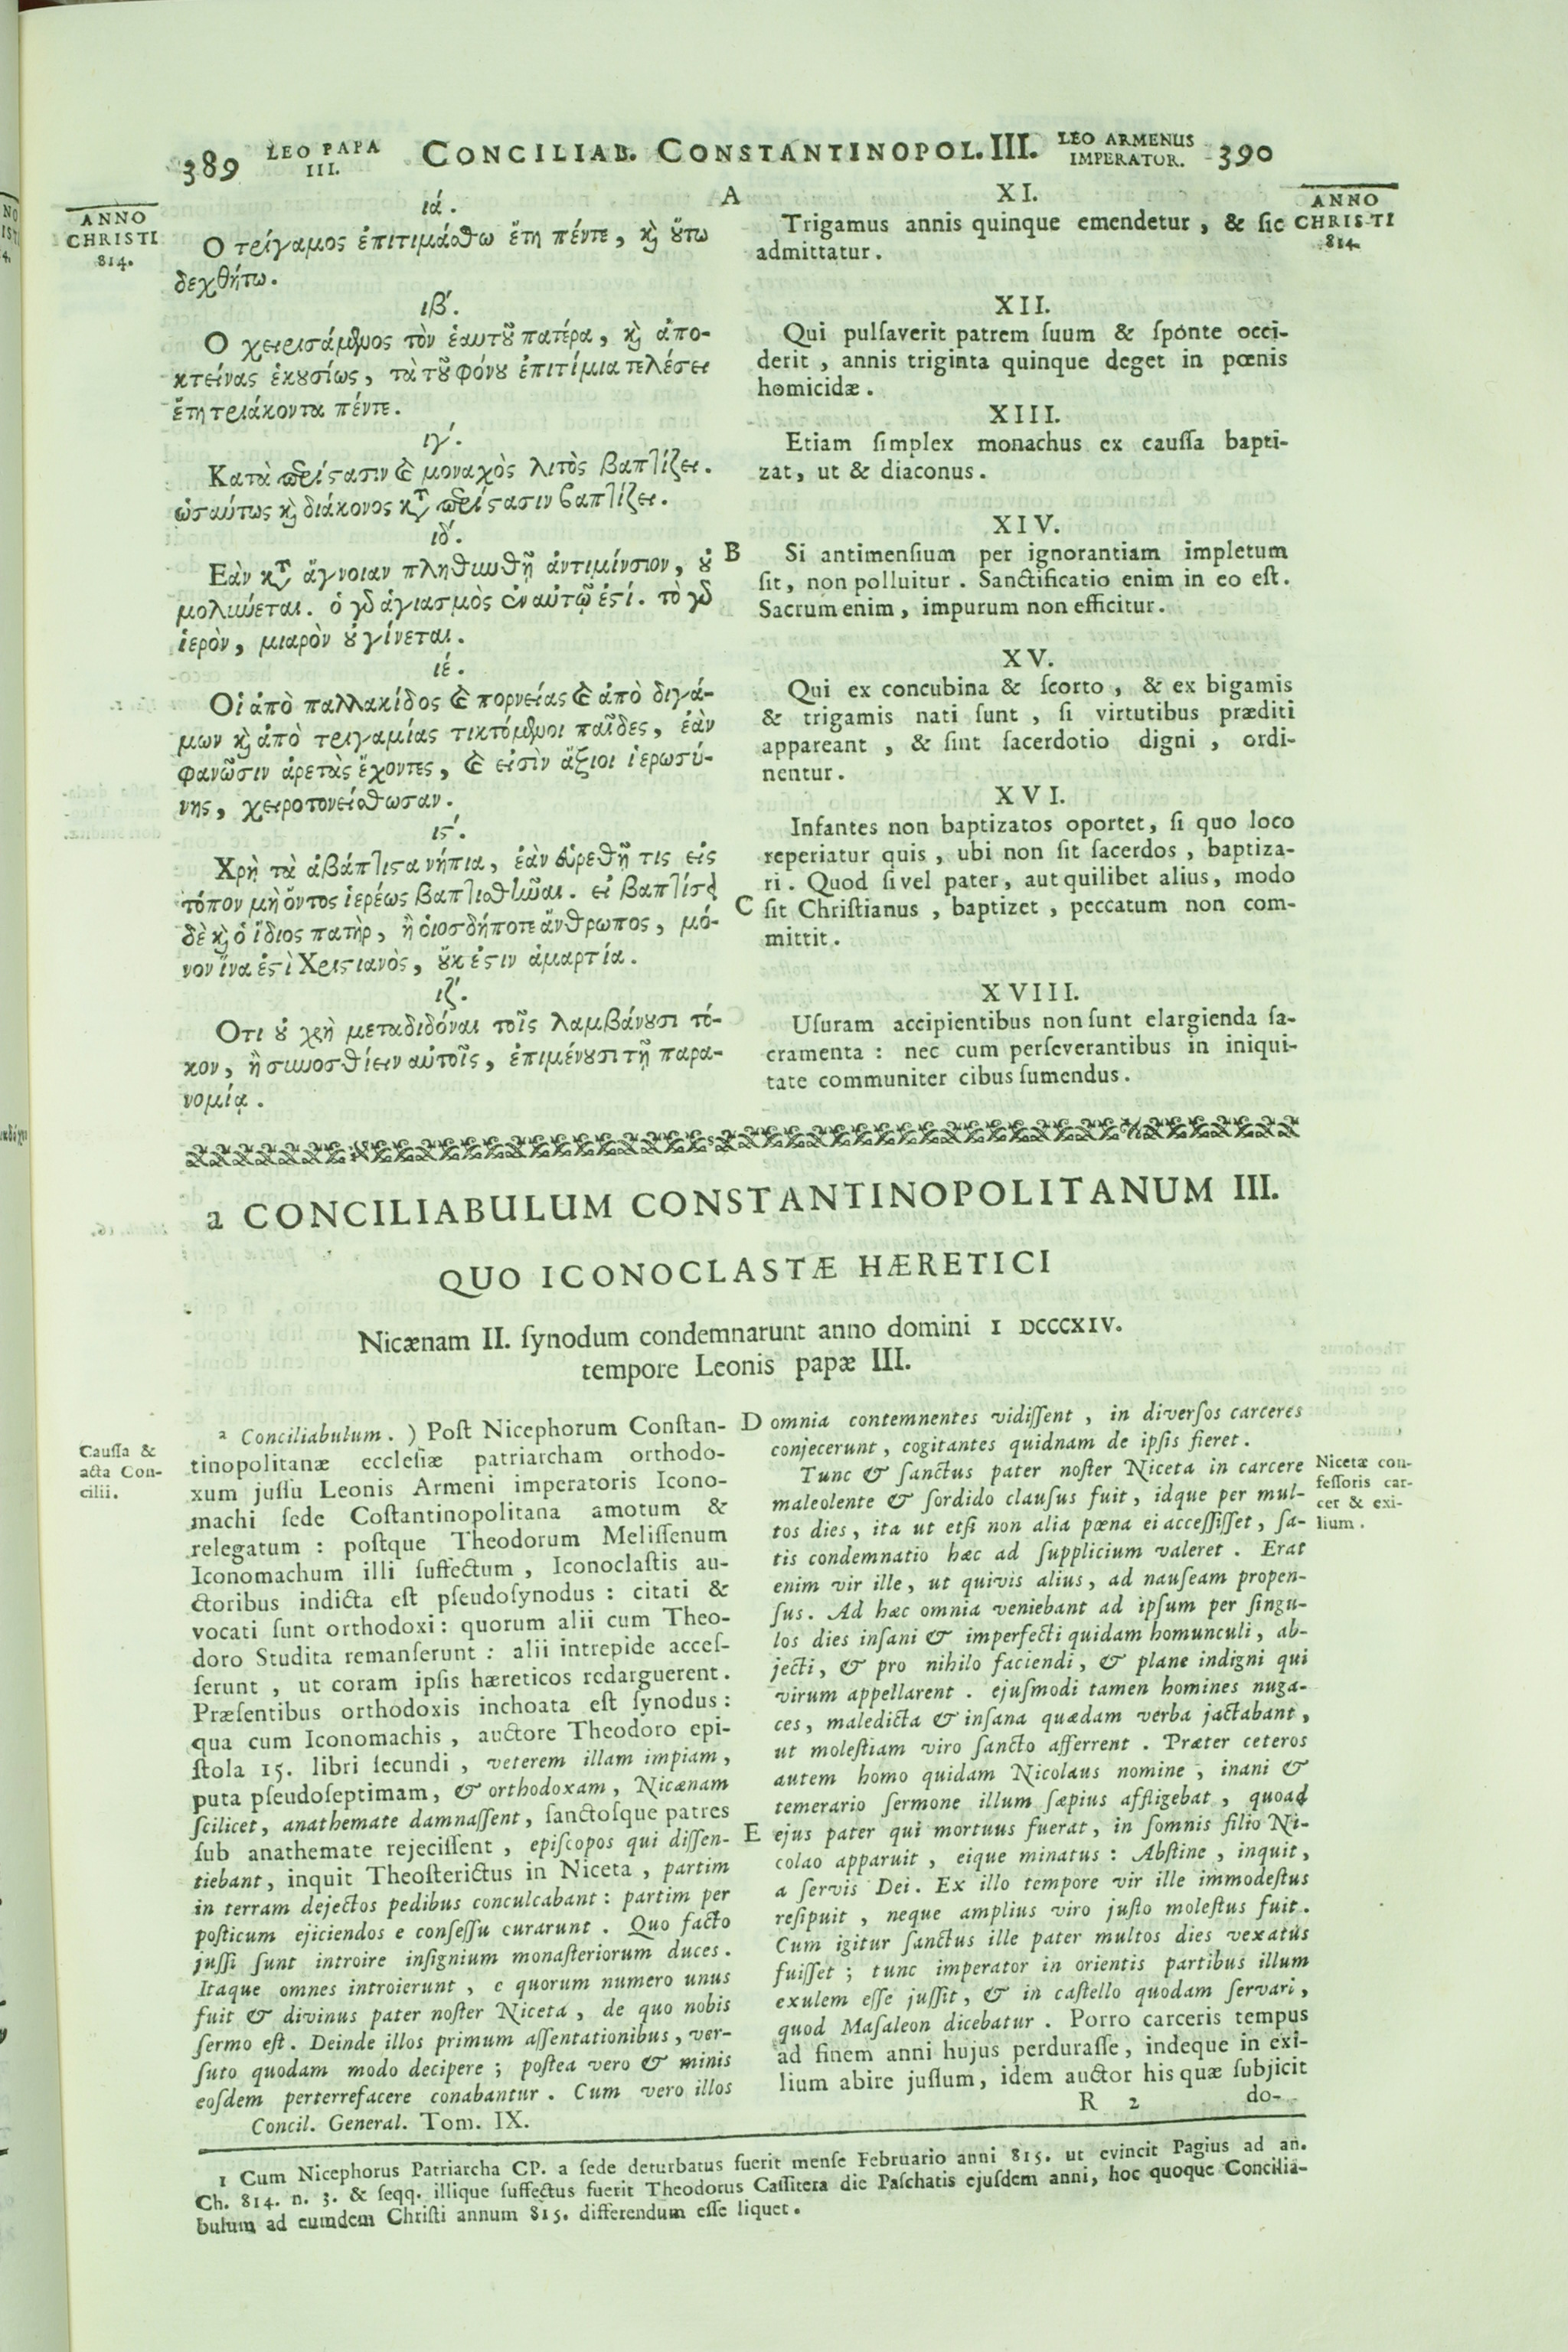 389 LEO PAPA III. CONCILIAB. CONSTANTINOPOL. III. LEO ARMENUS IMPERATOR. 390
ANNO
CHRISTI
814.
ιά.
Ο τρίγαμος ἐπιτιμάσθω ἔτη πέντε, κὶ ȣ̓́τω
δεχθήτω.
ιβ́.
Ο χειρισάμενος τὸν ἑαυτοῦ πατέρα, κὶ ἀπο-
κτείνας ἑκȣσίως, τὰ τοῦ φόνȣ ἐπιτίμια τελέσει
ἔτη τριάκοντα πέντε.
ιγ́.
Κατὰ περίστασιν καὶ μοναχὸς λιτὸς βαπτίζει.
ὡσαύτως κὶ διάκονος κτ̀ περίστασιν βαπτίζει.
ιδ́.
Εὰν κτ̀ ἄγνοιαν πληθυνθῇ ἀντιμίνσιον, ȣ̓
μολύνεται. ὁ γὰρ ἁγιασμὸς ἐν αὐτῷ ἐστί. τὸ γὰρ
ἱερὸν, μιαρὸν ȣ̓ γίνεται.
ιέ.
Οἱ ἀπὸ παλλακίδος καὶ πορνείας καὶ ἀπὸ διγά-
μων κὶ ἀπὸ τριγαμίας τικτόμενοι παῖδες, ἐὰν
φανῶσιν ἀρετὰς ἔχοντες, καὶ εἰσὶν ἄξιοι ἱερωσύ-
νης, χειροτονείσθωσαν.
ιϛ́.
Χρὴ τὰ ἀβάπτιστα νήπια, ἐὰν εὑρεθῇ τις εἰς
τόπον μὴ ὄντος ἱερέως βαπτισθῆναι. εἰ βαπτίσει
δὲ κὶ ὁ ἴδιος πατὴρ, ἢ οἱοσδήποτε ἄνθρωπος, μό-
νον ἵνα ἐστὶ Χριστιανὸς, ȣ̓κ ἔστιν ἁμαρτία.
ιζ́.
Οτι ȣ̓ χρὴ μεταδιδόναι τοῖς λαμβάνȣσι τό-
κον, ἢ συνεσθίειν αὐτοῖς, ἐπιμένȣσι τῇ παρα-
νομίᾳ.
A
B
C
XI.
Trigamus annis quinque emendetur, & sic
admittatur.
XII.
Qui pulsaverit patrem suum & sponte occi-
derit, annis triginta quinque deget in pœnis
homicidæ.
XIII.
Etiam simplex monachus ex caussa bapti-
zat, ut & diaconus.
XIV.
Si antimensium per ignorantiam impletum
sit, non polluitur. Sanctificatio enim in eo est.
Sacrum enim, impurum non efficitur.
XV.
Qui ex concubina & scorto, & ex bigamis
& trigamis nati sunt, si virtutibus præditi
appareant, & sint sacerdotio digni, ordi-
nentur.
XVI.
Infantes non baptizatos oportet, si quo loco
reperiatur quis, ubi non sit sacerdos, baptiza-
ri. Quod si vel pater, aut quilibet alius, modo
sit Christianus, baptizet, peccatum non com-
mittit.
XVIII.
Usuram accipientibus non sunt elargienda sa-
cramenta: nec cum perseverantibus in iniqui-
tate communiter cibus sumendus.
ANNO
CHRISTI
814.
a CONCILIABULUM CONSTANTINOPOLITANUM III.
QUO ICONOCLASTÆ HÆRETICI
Nicænam II. synodum condemnarunt anno domini 1 DCCCXIV.
tempore Leonis papæ III.
Caussa &
acta Con-
cilii.
a Conciliabulum. ) Post Nicephorum Constan-
tinopolitanæ ecclesiæ patriarcham orthodo-
xum jussu Leonis Armeni imperatoris Icono-
machi sede Costantinopolitana amotum &
relegatum: postque Theodorum Melissenum
Iconomachum illi suffectum, Iconoclastis au-
ctoribus indicta est pseudosynodus: citati &
vocati sunt orthodoxi: quorum alii cum Theo-
doro Studita remanserunt: alii intrepide acces-
serunt, ut coram ipsis hæreticos redarguerent.
Præsentibus orthodoxis inchoata est synodus:
qua cum Iconomachis, auctore Theodoro epi-
stola 15. libri secundi, veterem illam impiam,
puta pseudoseptimam, & orthodoxam, Nicænam
scilicet, anathemate damnassent, sanctosque patres
sub anathemate rejecissent, episcopos qui dissen-
tiebant, inquit Theosterictus in Niceta, partim
in terram dejectos pedibus conculcabant: partim per
posticum ejiciendos e consessu curarunt. Quo facto
jussi sunt introire insignium monasteriorum duces.
Itaque omnes introierunt, e quorum numero unus
fuit & divinus pater noster Niceta, de quo nobis
sermo est. Deinde illos primum assentationibus, ver-
suto quodam modo decipere; postea vero & minis
eosdem perterrefacere conabantur. Cum vero illos
Concil. General. Tom. IX.
D
E
omnia contemnentes vidissent, in diversos carceres
conjecerunt, cogitantes quidnam de ipsis fieret.
Tunc & sanctus pater noster Niceta in carcere
maleolente & sordido clausus fuit, idque per mul-
tos dies, ita ut etsi non alia pœna ei accessisset, sa-
tis condemnatio hæc ad supplicium valeret. Erat
enim vir ille, ut quivis alius, ad nauseam propen-
sus. Ad hæc omnia veniebant ad ipsum per singu-
los dies insani & imperfecti quidam homunculi, ab-
jecti, & pro nihilo faciendi, & plane indigni qui
virum appellarent. ejusmodi tamen homines nuga-
ces, maledicta & insana quædam verba jactabant,
ut molestiam viro sancto afferrent. Præter ceteros
autem homo quidam Nicolaus nomine, inani &
temerario sermone illum sæpius affligebat, quoad
ejus pater qui mortuus fuerat, in somnis filio Ni-
colao apparuit, eique minatus: Abstine, inquit,
a servis Dei. Ex illo tempore vir ille immodestus
resipuit, neque amplius viro justo molestus fuit.
Cum igitur sanctus ille pater multos dies vexatus
fuisset; tunc imperator in orientis partibus illum
exulem esse jussit, & in castello quodam servari,
quod Masaleon dicebatur. Porro carceris tempus
ad finem anni hujus perdurasse, indeque in exi-
lium abire jussum, idem auctor his quæ subjicit
R 2 do-
Nicetæ con-
fessoris car-
cer & exi-
lium.
1 Cum Nicephorus Patriarcha CP. a sede deturbatus fuerit mense Februario anni 815. ut evincit Pagius ad an.
Ch. 814. n. 3. & seqq. illique suffectus fuerit Theodorus Cassitera die Paschatis ejusdem anni, hoc quoque Concilia-
bulum ad eumdem Christi annum 815. differendum esse liquet.